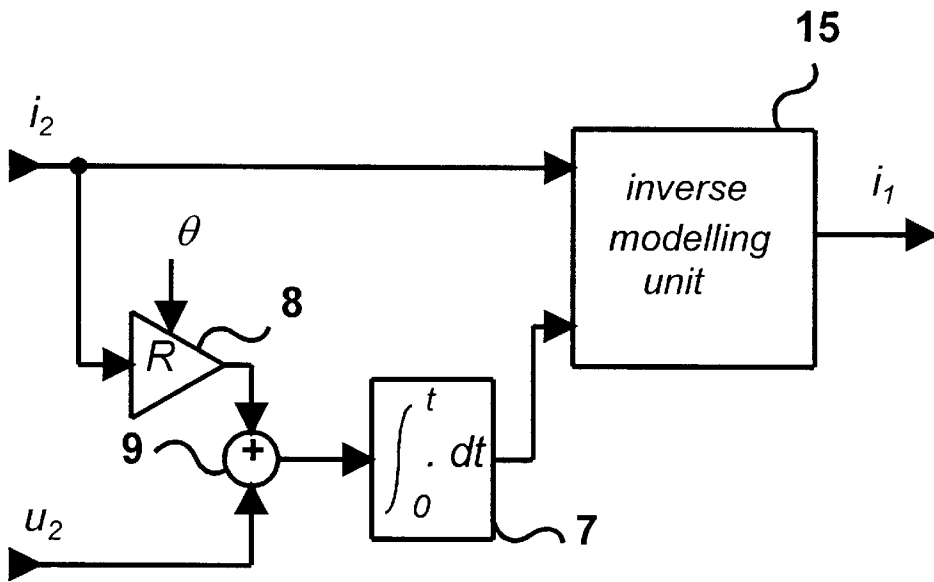 15
i₂
inverse
modelling
unit
i₁
θ
8
R
9
+
∫ t 0 . dt
u₂
7